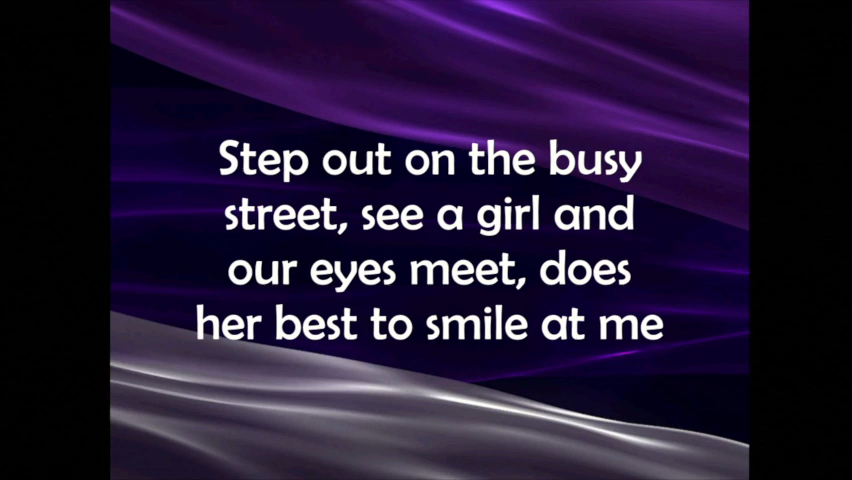 Step out on the busy
street, see a girl and
our eyes meet, does
her best to smile at me